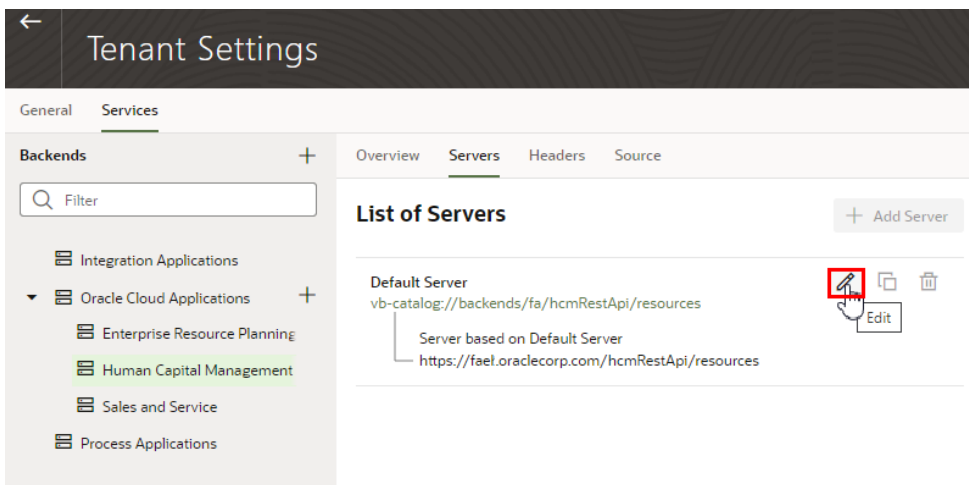 Tenant Settings
General Services
Backends
Filter
Integration Applications
Oracle Cloud Applications
Enterprise Resource Planning
Human Capital Management
Sales and Service
Process Applications
Overview Servers Headers Source
List of Servers
Add Server
Default Server
vb-catalog://backends/fa/hcmRestApi/resources
Edit
Server based on Default Server
https://faeł.oraclecorp.com/hcmRestApi/resources